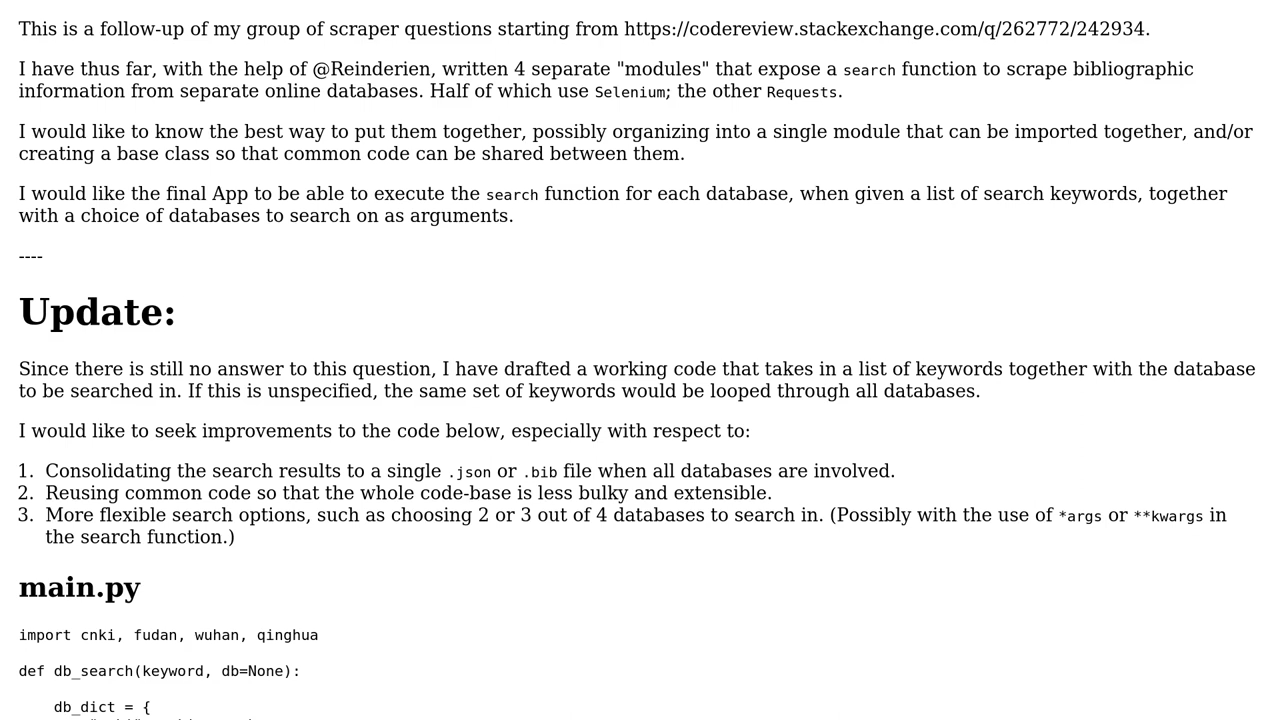 This is a follow-up of my group of scraper questions starting from https://codereview.stackexchange.com/q/262772/242934.
I have thus far, with the help of @Reinderien, written 4 separate "modules" that expose a search function to scrape bibliographic
information from separate online databases. Half of which use Selenium; the other Requests.
I would like to know the best way to put them together, possibly organizing into a single module that can be imported together, and/or
creating a base class so that common code can be shared between them.
I would like the final App to be able to execute the search function for each database, when given a list of search keywords, together
with a choice of databases to search on as arguments.
----
Update:
Since there is still no answer to this question, I have drafted a working code that takes in a list of keywords together with the database
to be searched in. If this is unspecified, the same set of keywords would be looped through all databases.
I would like to seek improvements to the code below, especially with respect to:
1. Consolidating the search results to a single .json or .bib file when all databases are involved.
2. Reusing common code so that the whole code-base is less bulky and extensible.
3. More flexible search options, such as choosing 2 or 3 out of 4 databases to search in. (Possibly with the use of *args or **kwargs in
the search function.)
main.py
import cnki, fudan, wuhan, qinghua
def db_search(keyword, db=None):
db_dict = {